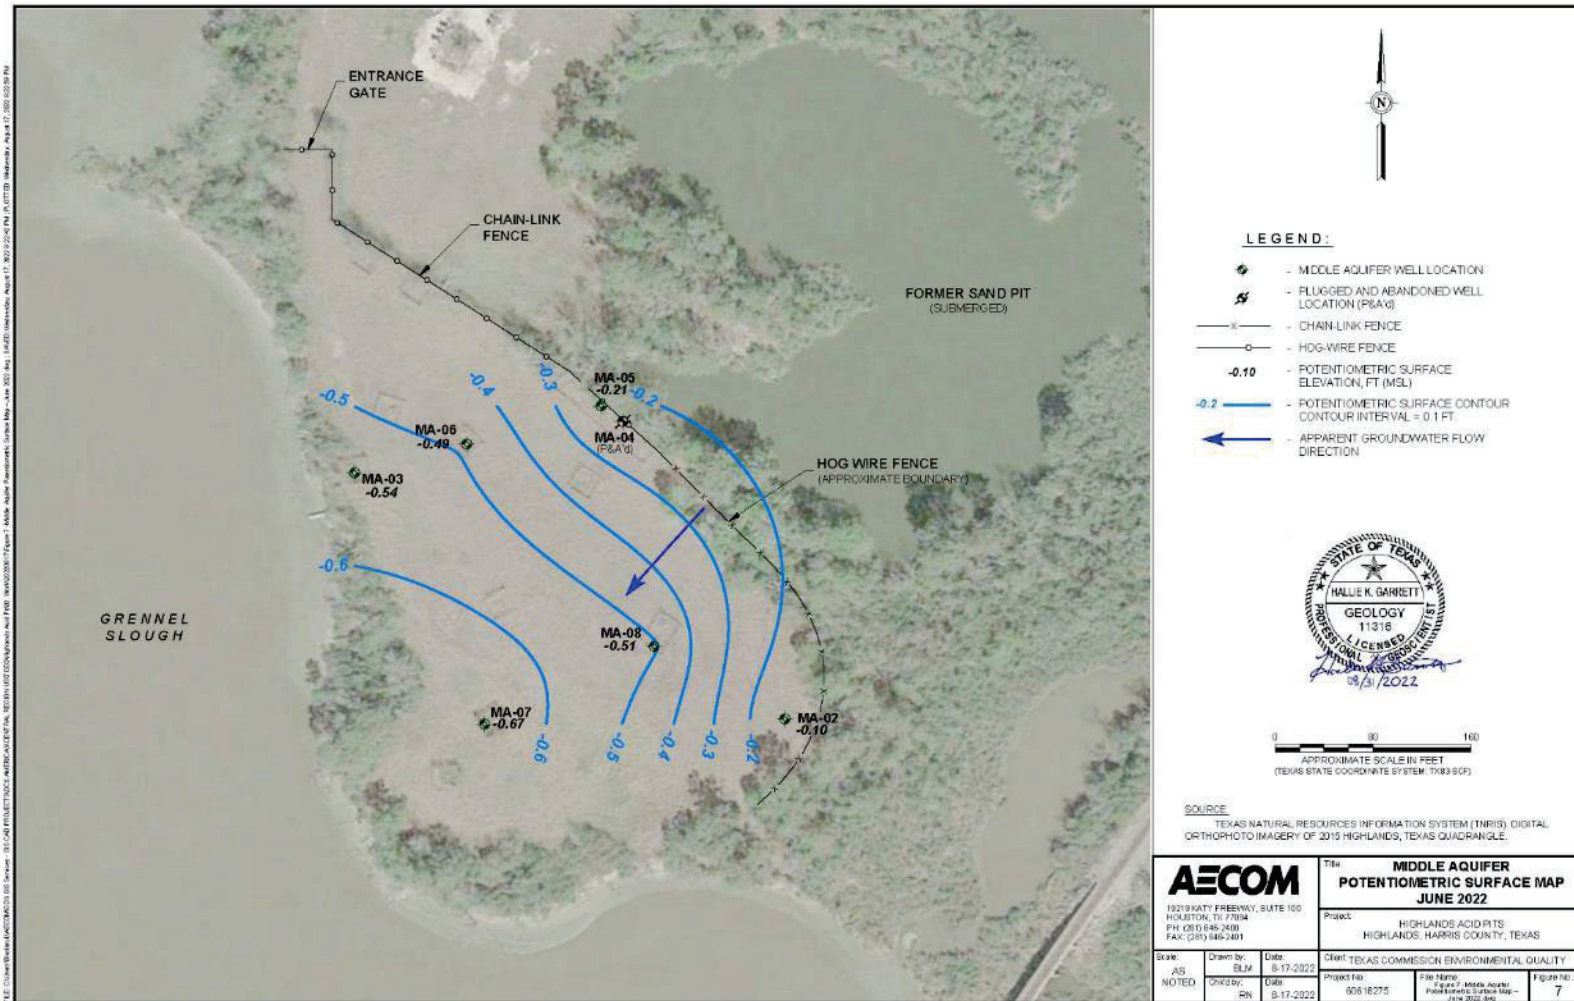 ENTRANCE
GATE
CHAIN-LINK
FENCE
FORMER SAND PIT
(SUBMERGED)
MA-05
-0.21
-0.2
-0.3
-0.4
-0.5
MA-04
(P&A'd)
MA-06
-0.49
MA-03
-0.54
HOG WIRE FENCE
(APPROXIMATE BOUNDARY)
-0.6
GRENNEL
SLOUGH
MA-08
-0.51
MA-07
-0.67
MA-02
-0.10
-0.6
-0.5
-0.4
-0.3
-0.2
N
LEGEND:
- MIDDLE AQUIFER WELL LOCATION
- PLUGGED AND ABANDONED WELL
LOCATION (P&A'd)
x - CHAIN-LINK FENCE
- HOG-WIRE FENCE
-0.10 - POTENTIOMETRIC SURFACE
ELEVATION, FT (MSL)
-0.2 - POTENTIOMETRIC SURFACE CONTOUR
CONTOUR INTERVAL = 0.1 FT
- APPARENT GROUNDWATER FLOW
DIRECTION
STATE OF TEXAS
HALLIE K. GARRETT
GEOLOGY
11316
LICENSED
PROFESSIONAL GEOSCIENTIST
08/31/2022
0 80 160
APPROXIMATE SCALE IN FEET
(TEXAS STATE COORDINATE SYSTEM: TX83-SCF)
SOURCE
TEXAS NATURAL RESOURCES INFORMATION SYSTEM (TNRIS) DIGITAL
ORTHOPHOTO IMAGERY OF 2015 HIGHLANDS, TEXAS QUADRANGLE.
AECOM
19219 KATY FREEWAY, SUITE 100
HOUSTON, TX 77094
PH: (281) 646-2400
FAX: (281) 646-2401
Title:
MIDDLE AQUIFER
POTENTIOMETRIC SURFACE MAP
JUNE 2022
Project:
HIGHLANDS ACID PITS
HIGHLANDS, HARRIS COUNTY, TEXAS
Scale:
AS
NOTED
Drawn by:
BLM
Date:
8-17-2022
Chk'd by:
RN
Date:
8-17-2022
Client: TEXAS COMMISSION ENVIRONMENTAL QUALITY
Project No.
60618275
File Name:
Figure 7 -Middle Aquifer
Potentiometric Surface Map -
June 2022.dwg
Figure No.:
7